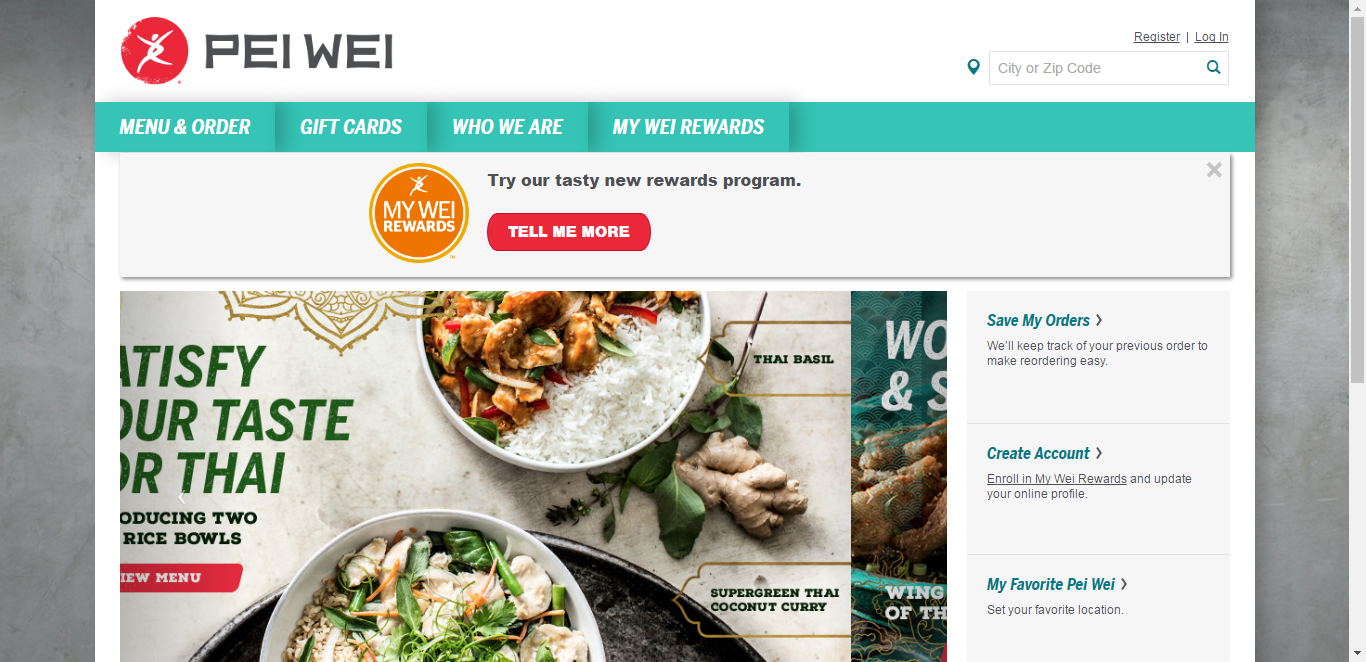 PEI WEI
Register | Log In
City or Zip Code
MENU & ORDER
GIFT CARDS
WHO WE ARE
MY WEI REWARDS
MY WEI
REWARDS
™
Try our tasty new rewards program.
TELL ME MORE
ATISFY
OUR TASTE
OR THAI
ODUCING TWO
RICE BOWLS
IEW MENU
THAI BASIL
SUPERGREEN THAI
COCONUT CURRY
WO
& S
WING
OF TH
Save My Orders
We'll keep track of your previous order to
make reordering easy.
Create Account
Enroll in My Wei Rewards and update
your online profile.
My Favorite Pei Wei
Set your favorite location.